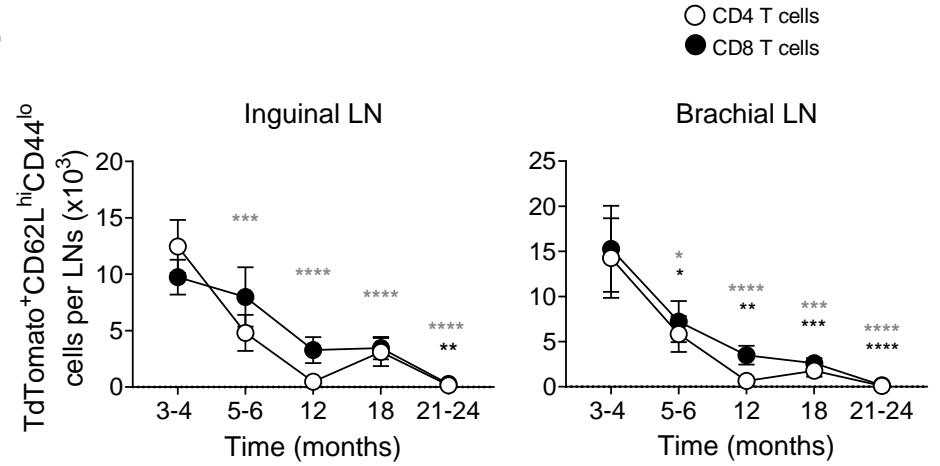 CD4 T cells
CD8 T cells
Inguinal LN
Brachial LN
TdTomato⁺CD62LʰⁱCD44ˡᵒ
cells per LNs (x10³)
20
15
10
5
0
***
****
****
****
**
3-4 5-6 12 18 21-24
Time (months)
25
20
15
10
5
0
*
*
****
**
***
***
****
****
3-4 5-6 12 18 21-24
Time (months)